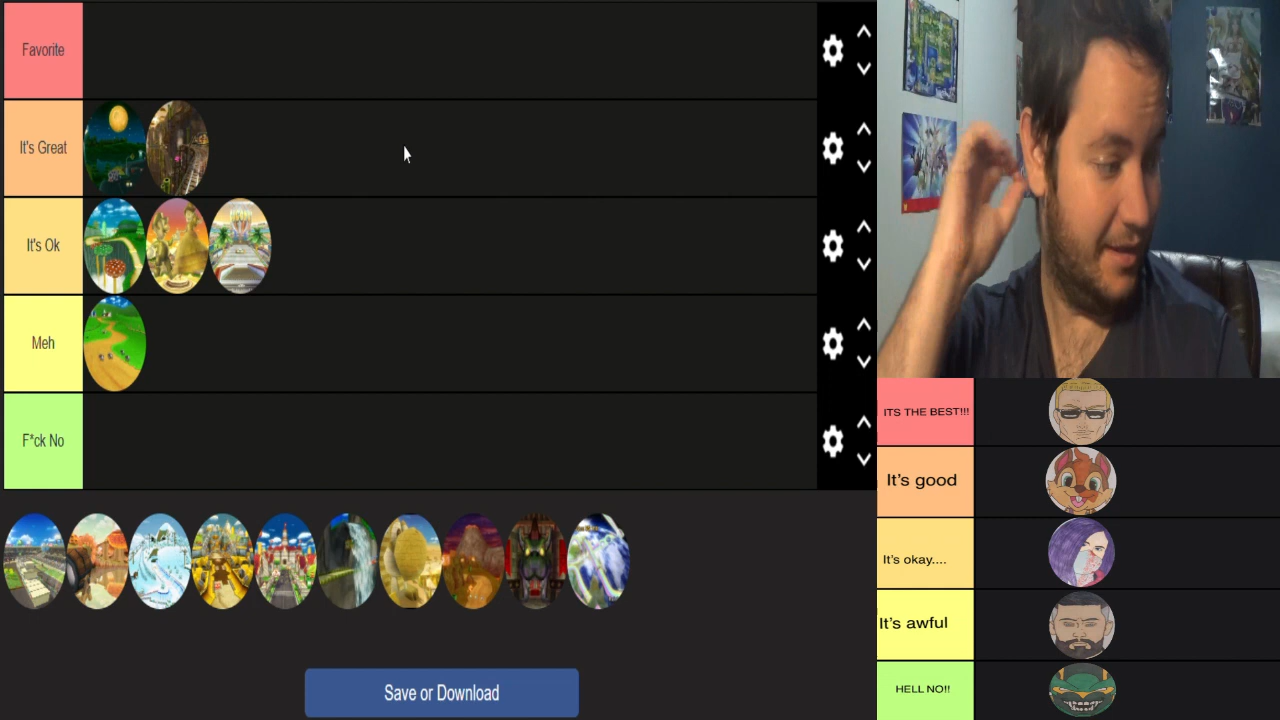 Favorite
It's Great
It's Ok
Meh
F*ck No
Save or Download
ITS THE BEST!!!
It's good
It's okay....
It's awful
HELL NO!!